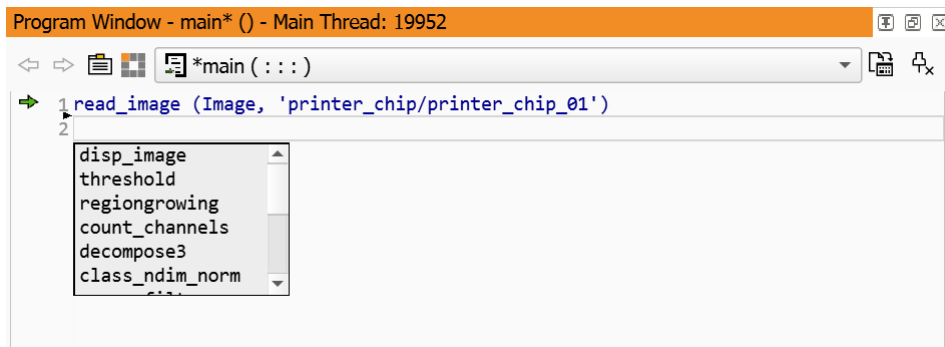 Program Window - main* () - Main Thread: 19952
*main ( : : : )
1 read_image (Image, 'printer_chip/printer_chip_01')
2
disp_image
threshold
regiongrowing
count_channels
decompose3
class_ndim_norm